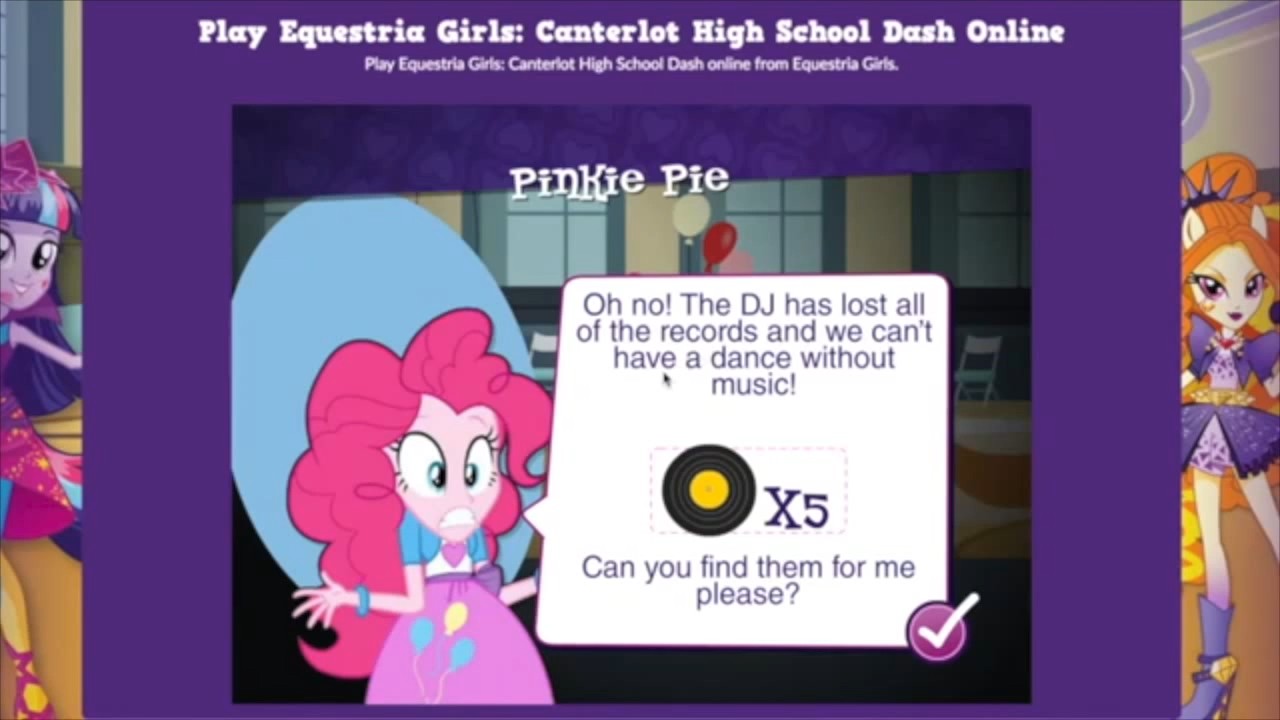 Play Equestria Girls: Canterlot High School Dash Online
Play Equestria Girls: Canterlot High School Dash online from Equestria Girls.
Pinkie Pie
Oh no! The DJ has lost all
of the records and we can't
have a dance without
music!
X5
Can you find them for me
please?